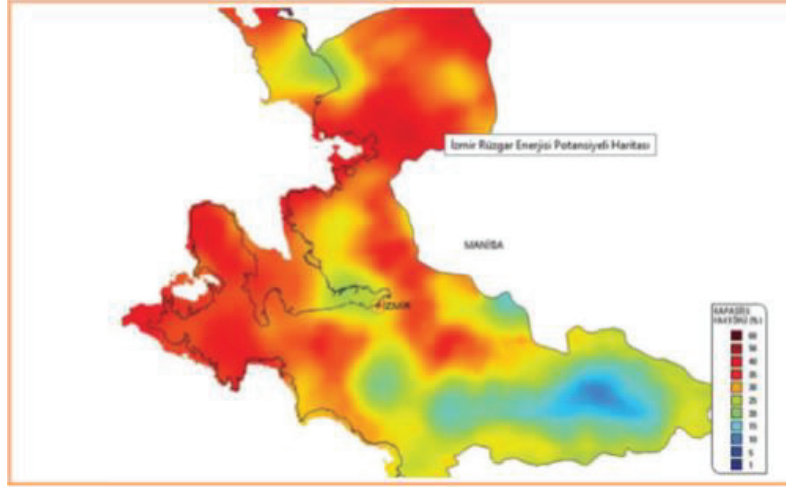 İzmir Rüzgar Enerjisi Potansiyeli Haritası
MANİSA
İZMİR
KAPASİTE
FAKTÖRÜ (%)
60
50
40
35
30
25
20
15
10
5
1